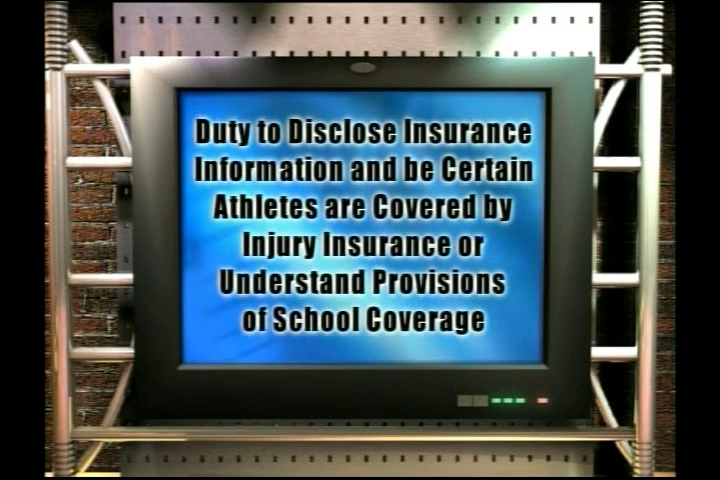 Duty to Disclose Insurance
Information and be Certain
Athletes are Covered by
Injury Insurance or
Understand Provisions
of School Coverage